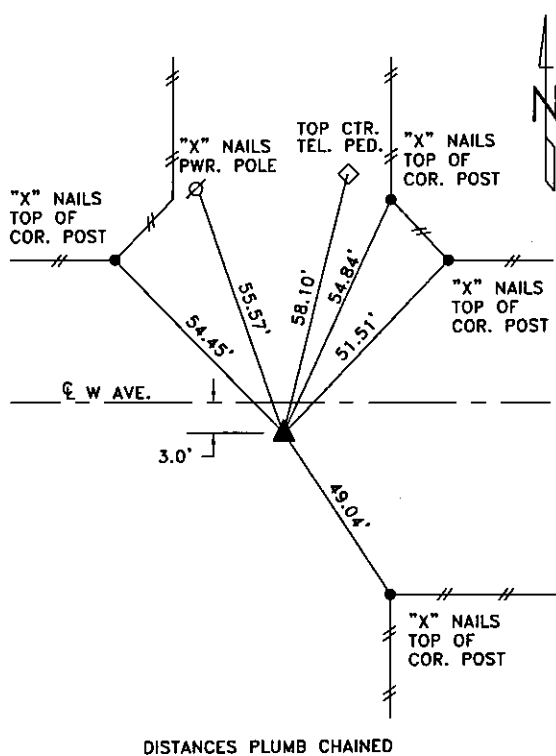 N
"X" NAILS
PWR. POLE
TOP CTR.
TEL. PED.
"X" NAILS
TOP OF
COR. POST
"X" NAILS
TOP OF
COR. POST
"X" NAILS
TOP OF
COR. POST
54.45'
55.57'
58.10'
54.84'
51.51'
℄ W AVE.
3.0'
49.04'
"X" NAILS
TOP OF
COR. POST
DISTANCES PLUMB CHAINED